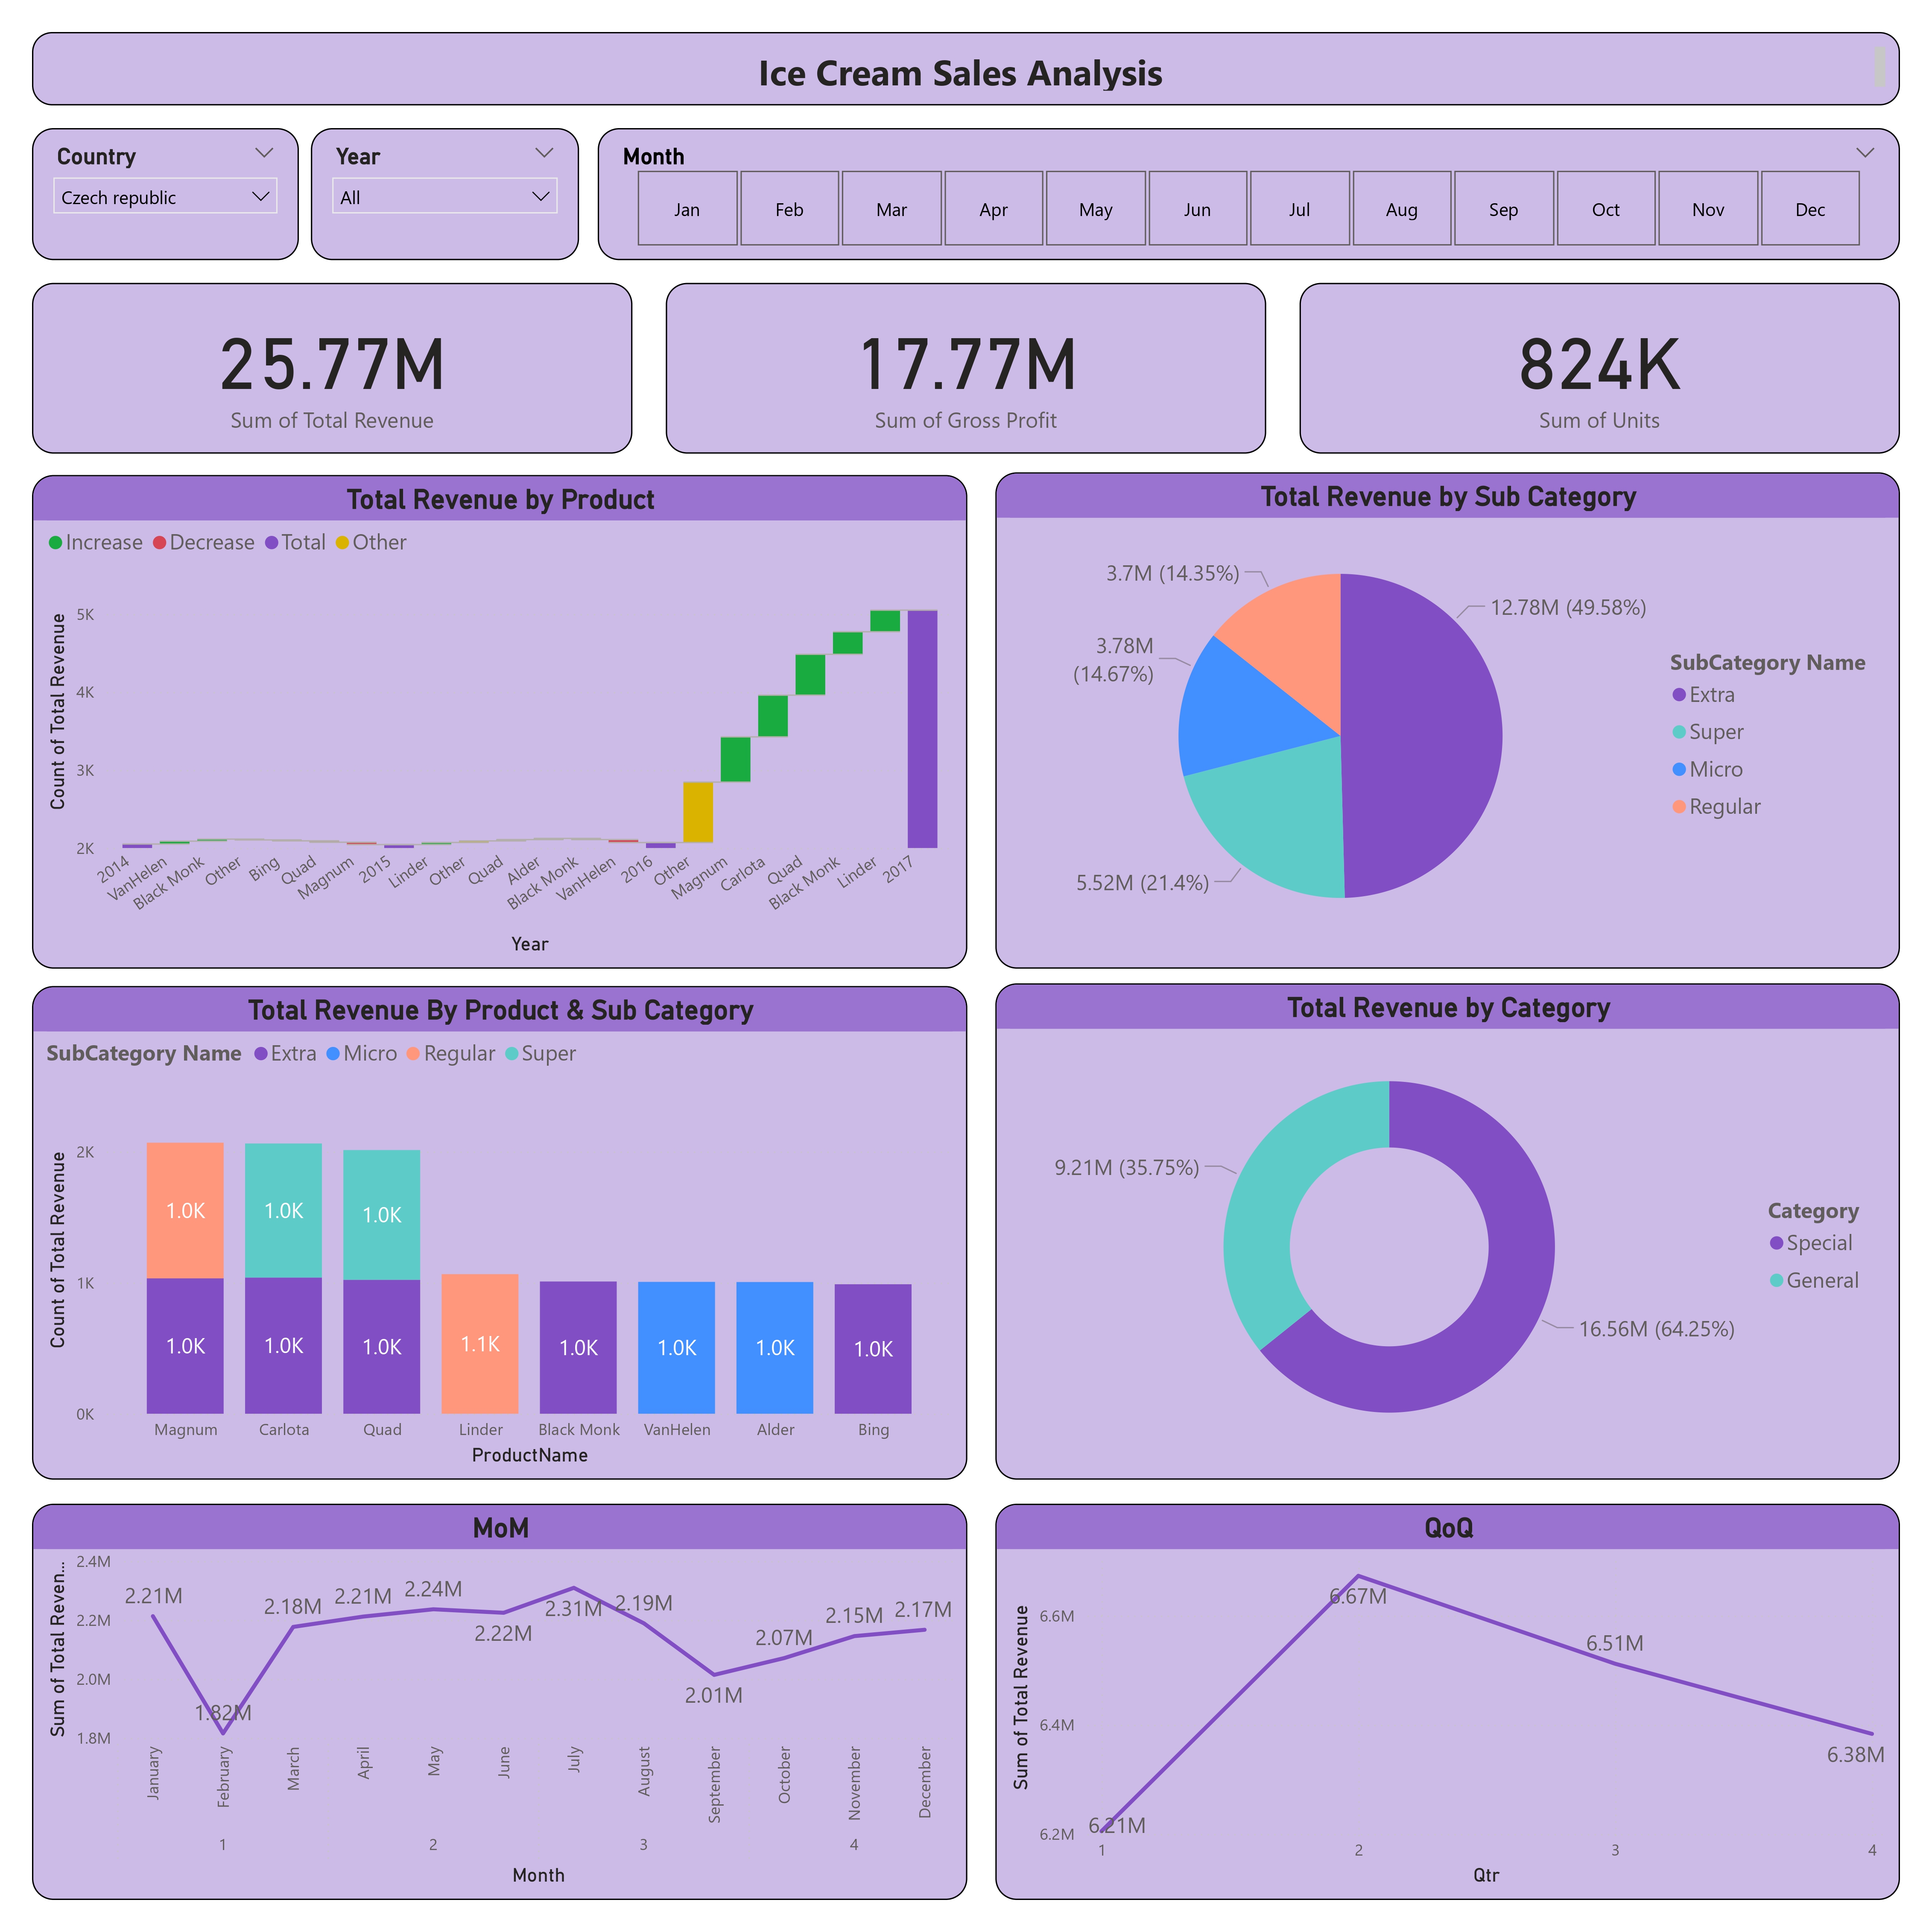 Ice Cream Sales Analysis
Country
Czech republic
Year
All
Month
Jan Feb Mar Apr May Jun Jul Aug Sep Oct Nov Dec
25.77M
Sum of Total Revenue
17.77M
Sum of Gross Profit
824K
Sum of Units
Total Revenue by Product
Increase Decrease Total Other
Count of Total Revenue
5K
4K
3K
2K
2014 VanHelen Black Monk Other Bing Quad Magnum 2015 Linder Other Quad Alder Black Monk VanHelen 2016 Other Magnum Carlota Quad Black Monk Linder 2017
Year
Total Revenue by Sub Category
3.7M (14.35%)
12.78M (49.58%)
3.78M
(14.67%)
5.52M (21.4%)
SubCategory Name
Extra
Super
Micro
Regular
Total Revenue By Product & Sub Category
SubCategory Name Extra Micro Regular Super
Count of Total Revenue
2K
1K
0K
1.0K 1.0K 1.0K
1.0K 1.0K 1.0K 1.1K 1.0K 1.0K 1.0K 1.0K
Magnum Carlota Quad Linder Black Monk VanHelen Alder Bing
ProductName
Total Revenue by Category
9.21M (35.75%)
16.56M (64.25%)
Category
Special
General
MoM
Sum of Total Reven...
2.4M
2.2M
2.0M
1.8M
2.21M 1.82M 2.18M 2.21M 2.24M 2.22M 2.31M 2.19M 2.01M 2.07M 2.15M 2.17M
January February March April May June July August September October November December
1 2 3 4
Month
QoQ
Sum of Total Revenue
6.6M
6.4M
6.2M
6.21M 6.67M 6.51M 6.38M
1 2 3 4
Qtr